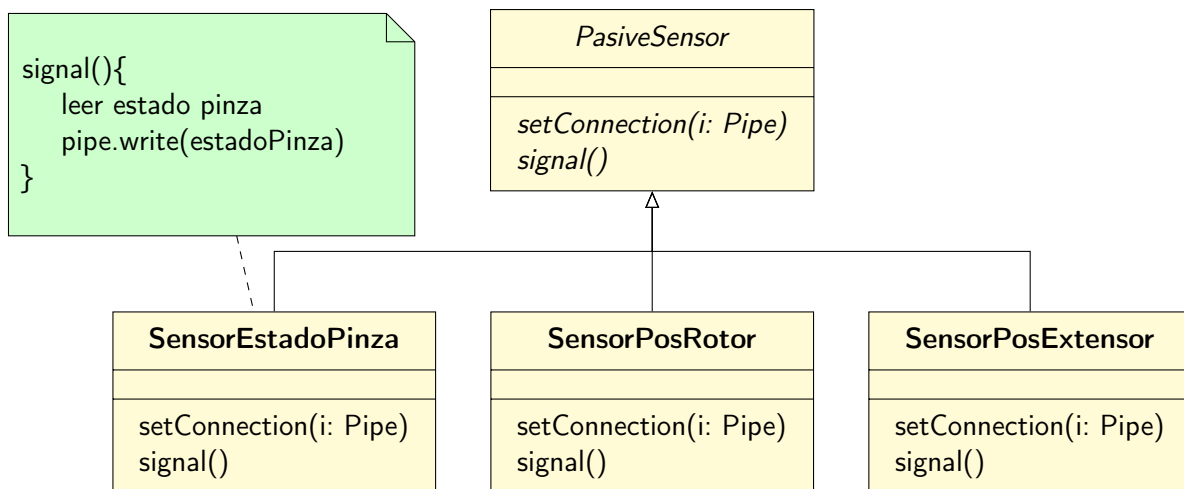 signal(){
leer estado pinza
pipe.write(estadoPinza)
}
PasiveSensor
setConnection(i: Pipe)
signal()
SensorEstadoPinza
setConnection(i: Pipe)
signal()
SensorPosRotor
setConnection(i: Pipe)
signal()
SensorPosExtensor
setConnection(i: Pipe)
signal()